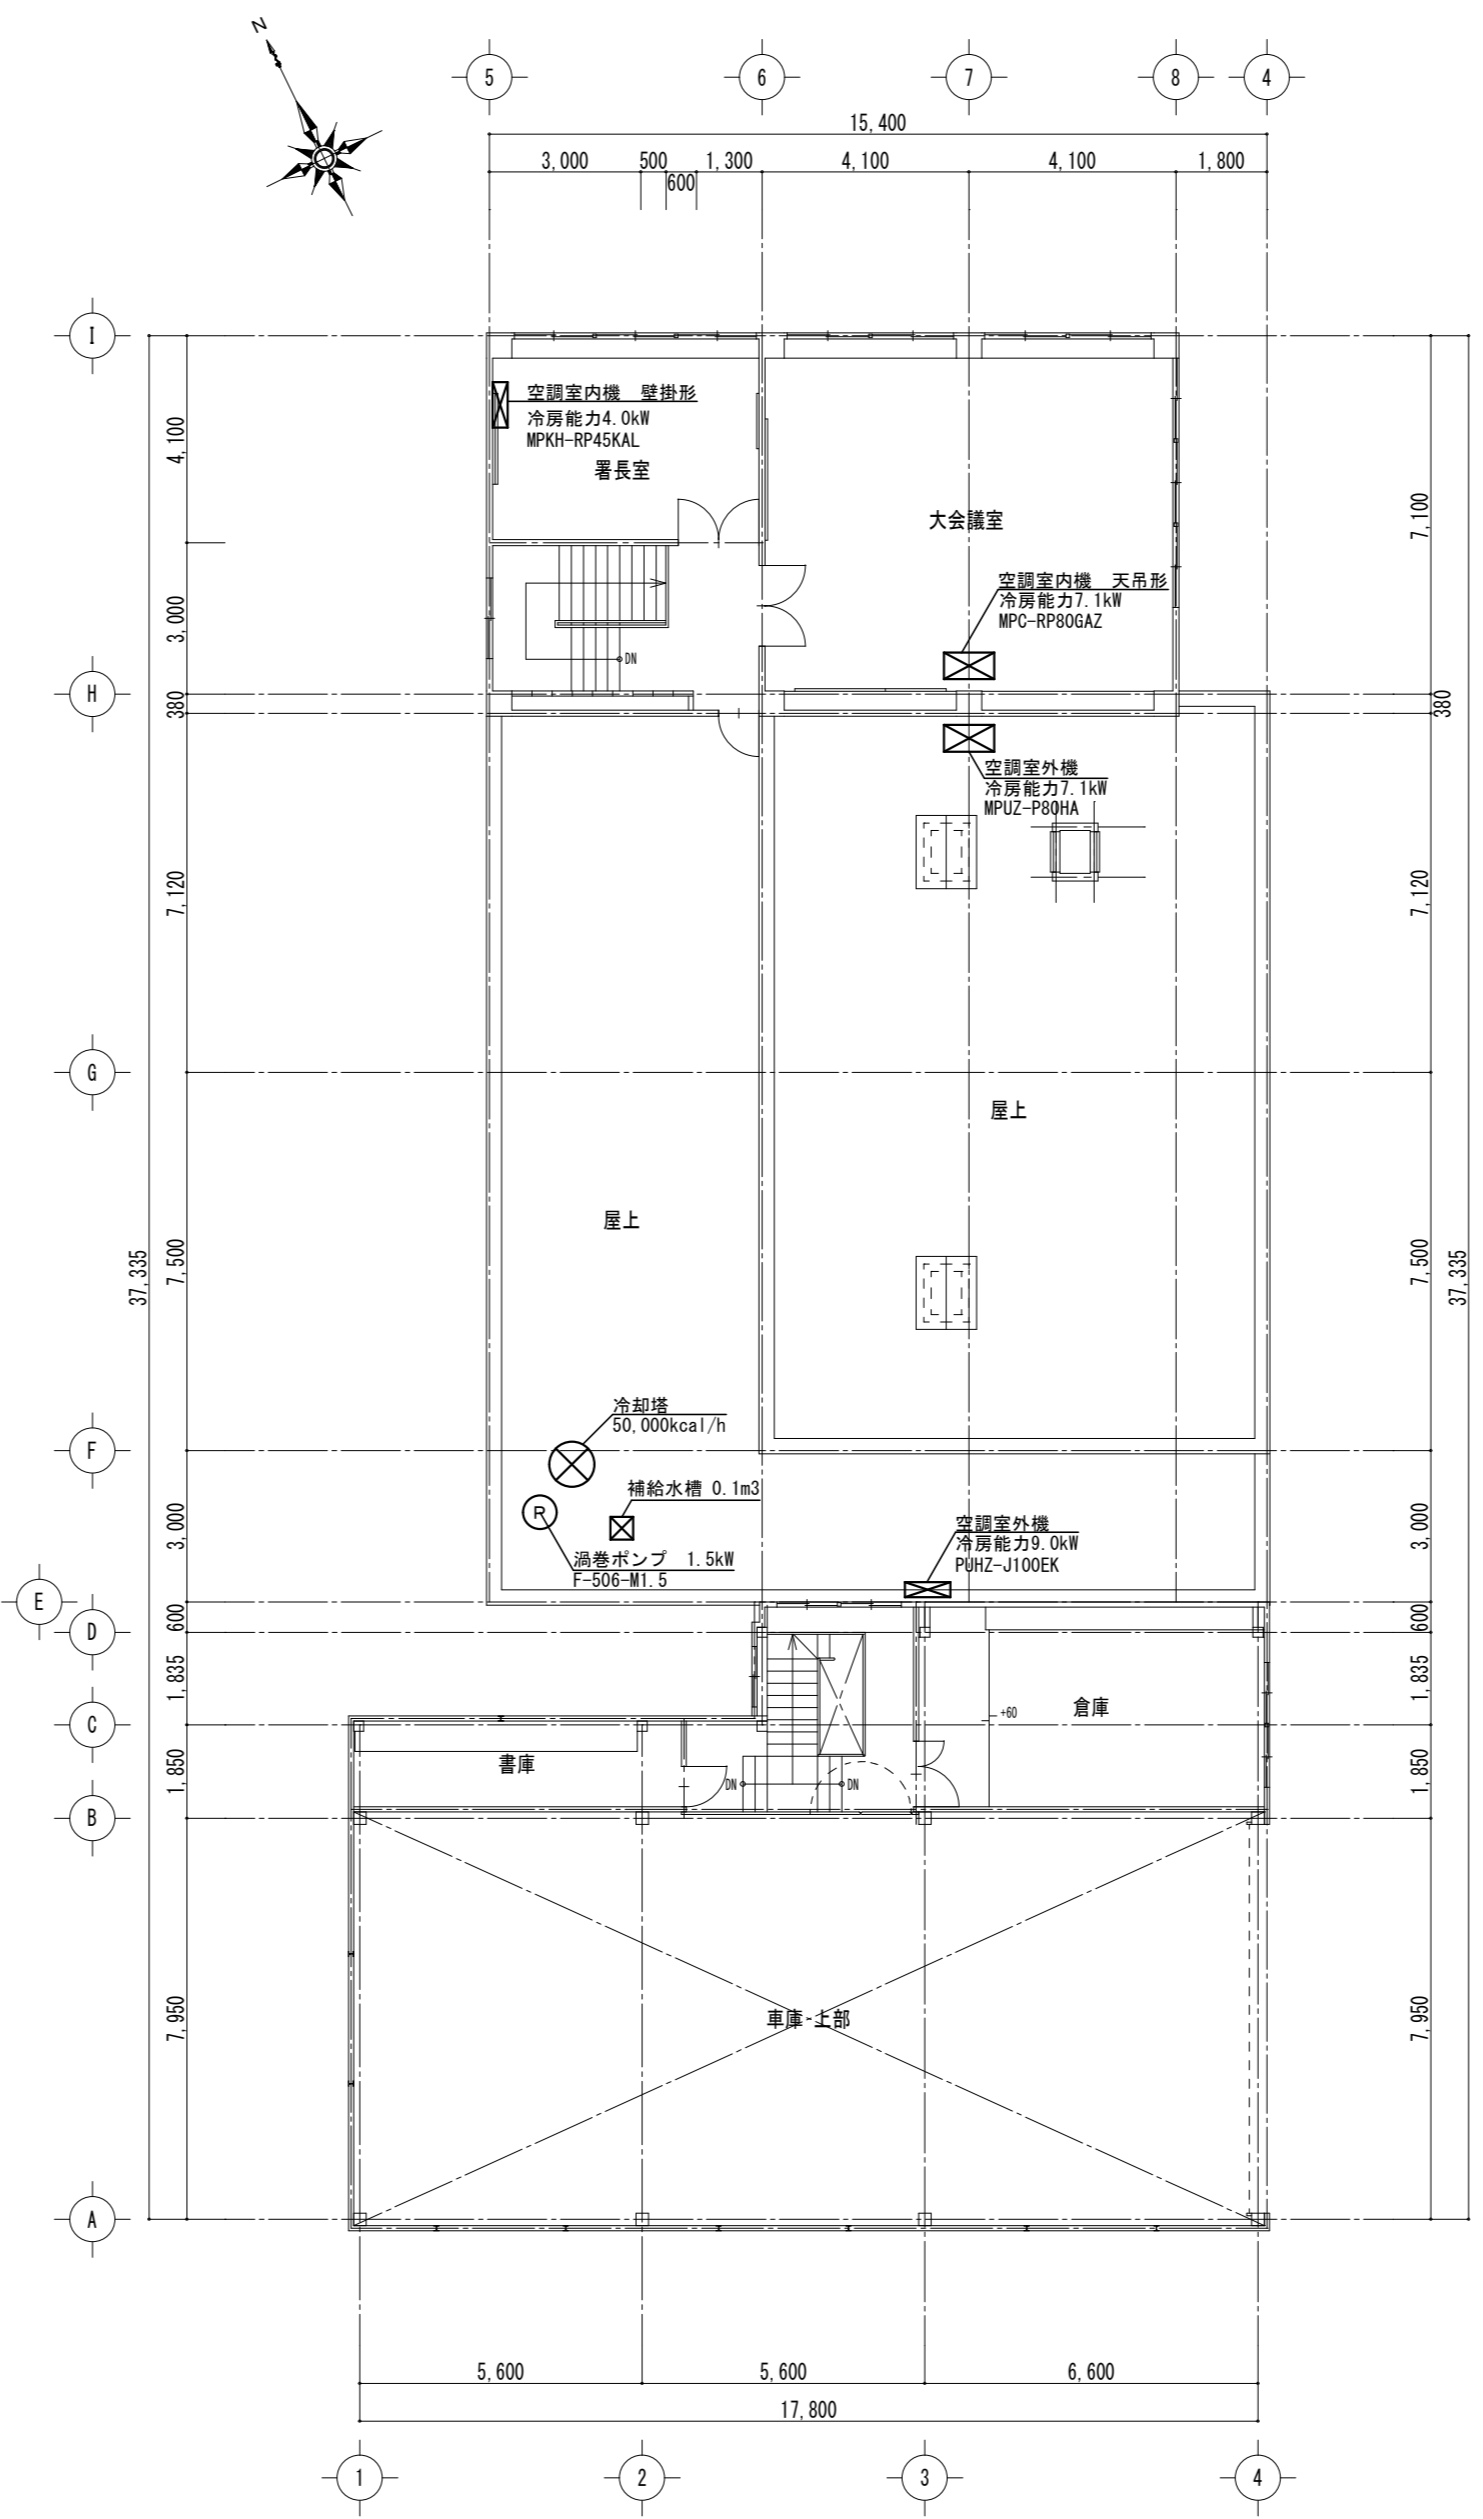 N
5
6
7
8
4
15,400
3,000
500
1,300
4,100
4,100
1,800
600
I
空調室内機 壁掛形
冷房能力4.0kW
MPKH-RP45KAL
署長室
4,100
7,100
大会議室
空調室内機 天吊形
冷房能力7.1kW
MPC-RP80GAZ
3,000
DN
H
380
380
空調室外機
冷房能力7.1kW
MPUZ-P80HA
7,120
7,120
G
屋上
屋上
37,335
7,500
7,500
37,335
冷却塔
50,000kcal/h
F
補給水槽 0.1m3
R
空調室外機
冷房能力9.0kW
PUHZ-J100EK
3,000
3,000
渦巻ポンプ 1.5kW
F-506-M1.5
E
600
600
D
1,835
1,835
倉庫
+60
C
書庫
1,850
1,850
DN
DN
B
車庫 上部
7,950
7,950
A
5,600
5,600
6,600
17,800
1
2
3
4